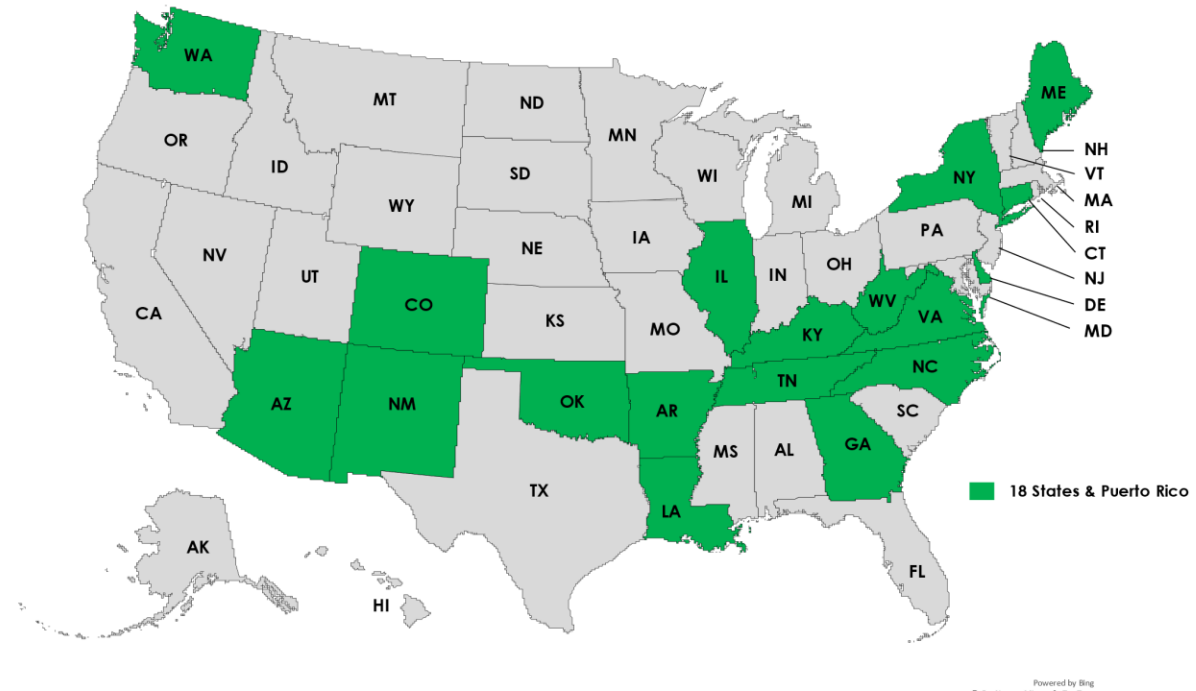 WA
MT
ND
MN
ME
OR
ID
SD
WI
MI
NY
NH
VT
MA
RI
CT
NJ
DE
MD
WY
NE
IA
PA
NV
UT
CO
KS
MO
IL
IN
OH
WV
VA
KY
CA
AZ
NM
OK
AR
TN
NC
SC
MS
AL
GA
TX
LA
18 States & Puerto Rico
AK
HI
FL
Powered by Bing